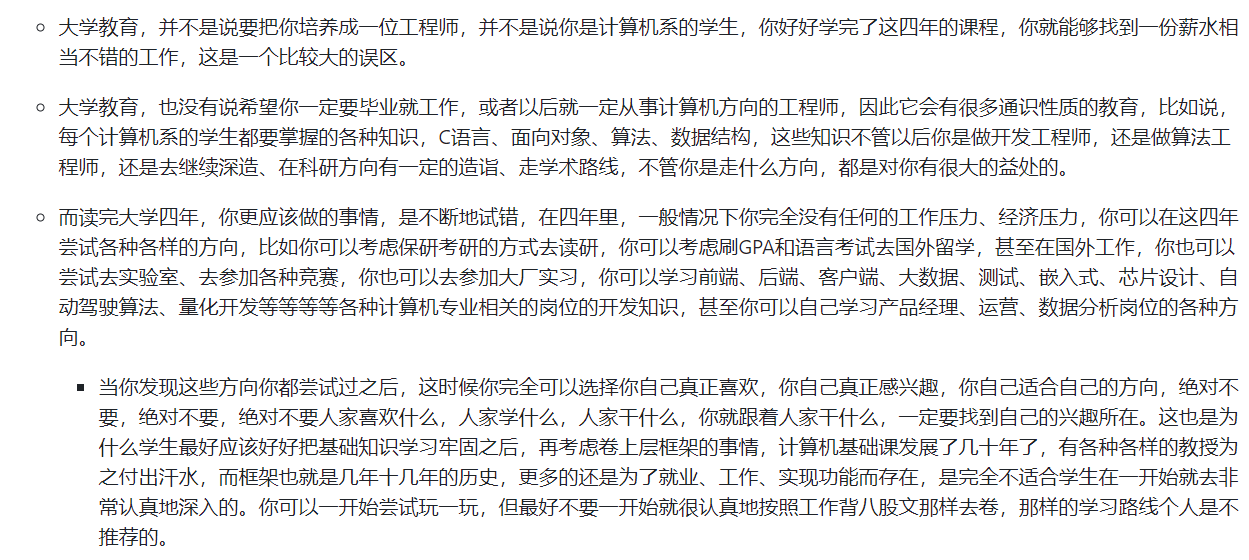 大学教育，并不是说要把你培养成一位工程师，并不是说你是计算机系的学生，你好好学完了这四年的课程，你就能够找到一份薪水相
当不错的工作，这是一个比较大的误区。
大学教育，也没有说希望你一定要毕业就工作，或者以后就一定从事计算机方向的工程师，因此它会有很多通识性质的教育，比如说，
每个计算机系的学生都要掌握的各种知识，C语言、面向对象、算法、数据结构，这些知识不管以后你是做开发工程师，还是做算法工
程师，还是去继续深造、在科研方向有一定的造诣、走学术路线，不管你是走什么方向，都是对你有很大的益处的。
而读完大学四年，你更应该做的事情，是不断地试错，在四年里，一般情况下你完全没有任何的工作压力、经济压力，你可以在这四年
尝试各种各样的方向，比如你可以考虑保研考研的方式去读研，你可以考虑刷GPA和语言考试去国外留学，甚至在国外工作，你也可以
尝试去实验室、去参加各种竞赛，你也可以去参加大厂实习，你可以学习前端、后端、客户端、大数据、测试、嵌入式、芯片设计、自
动驾驶算法、量化开发等等等等各种计算机专业相关的岗位的开发知识，甚至你可以自己学习产品经理、运营、数据分析岗位的各种方
向。
当你发现这些方向你都尝试过之后，这时候你完全可以选择你自己真正喜欢，你自己真正感兴趣，你自己适合自己的方向，绝对不
要，绝对不要，绝对不要人家喜欢什么，人家学什么，人家干什么，你就跟着人家干什么，一定要找到自己的兴趣所在。这也是为
什么学生最好应该好好把基础知识学习牢固之后，再考虑卷上层框架的事情，计算机基础课发展了几十年了，有各种各样的教授为
之付出汗水，而框架也就是几年十几年的历史，更多的还是为了就业、工作、实现功能而存在，是完全不适合学生在一开始就去非
常认真地深入的。你可以一开始尝试玩一玩，但最好不要一开始就很认真地按照工作背八股文那样去卷，那样的学习路线个人是不
推荐的。